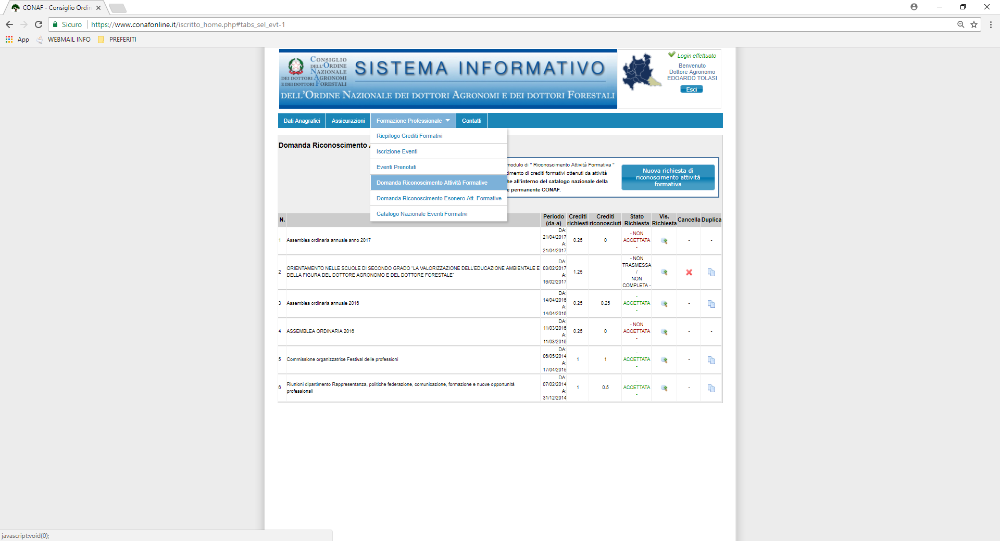 CONAF - Consiglio Ordin
Sicuro
https://www.conafonline.it/iscritto_home.php#tabs_sel_evt-1
App
WEBMAIL INFO
PREFERITI
CONSIGLIO
DELL'ORDINE
NAZIONALE
DEI DOTTORI AGRONOMI
E DEI DOTTORI FORESTALI
SISTEMA INFORMATIVO
DELL'ORDINE NAZIONALE DEI DOTTORI AGRONOMI E DEI DOTTORI FORESTALI
Login effettuato
Benvenuto
Dottore Agronomo
EDOARDO TOLASI
Esci
Dati Anagrafici
Assicurazioni
Formazione Professionale
Contatti
Riepilogo Crediti Formativi
Iscrizione Eventi
Eventi Prenotati
Domanda Riconoscimento Attività Formative
Domanda Riconoscimento Esonero Att. Formative
Catalogo Nazionale Eventi Formativi
Domanda Riconoscimento
modulo di " Riconoscimento Attività Formativa "
imento di crediti formativi ottenuti da attività
he all'interno del catalogo nazionale della
e permanente CONAF.
Nuova richiesta di
riconoscimento attività
formativa
N.
Periodo
(da-a)
Crediti
richiesti
Crediti
riconosciuti
Stato
Richiesta
Vis.
Richiesta
Cancella
Duplica
1
Assemblea ordinaria annuale anno 2017
DA:
21/04/2017
A:
21/04/2017
0.25
0
- NON
ACCETTATA
-
-
-
2
ORIENTAMENTO NELLE SCUOLE DI SECONDO GRADO "LA VALORIZZAZIONE DELL'EDUCAZIONE AMBIENTALE E
DELLA FIGURA DEL DOTTORE AGRONOMO E DEL DOTTORE FORESTALE"
DA:
03/02/2017
A:
16/02/2017
1.25
- NON
TRASMESSA
/
NON
COMPLETA -
3
Assemblea ordinaria annuale 2016
DA:
14/04/2016
A:
14/04/2016
0.25
0.25
-
ACCETTATA
-
-
4
ASSEMBLEA ORDINARIA 2016
DA:
11/03/2016
A:
11/03/2016
0.25
0
- NON
ACCETTATA
-
-
-
5
Commissione organizzatrice Festival delle professioni
DA:
06/05/2014
A:
17/04/2015
1
1
-
ACCETTATA
-
-
6
Riunioni dipartimento Rappresentanza, politiche federazione, comunicazione, formazione e nuove opportunità
professionali
DA:
07/02/2014
A:
31/12/2014
1
0.5
-
ACCETTATA
-
-
javascript:void(0);